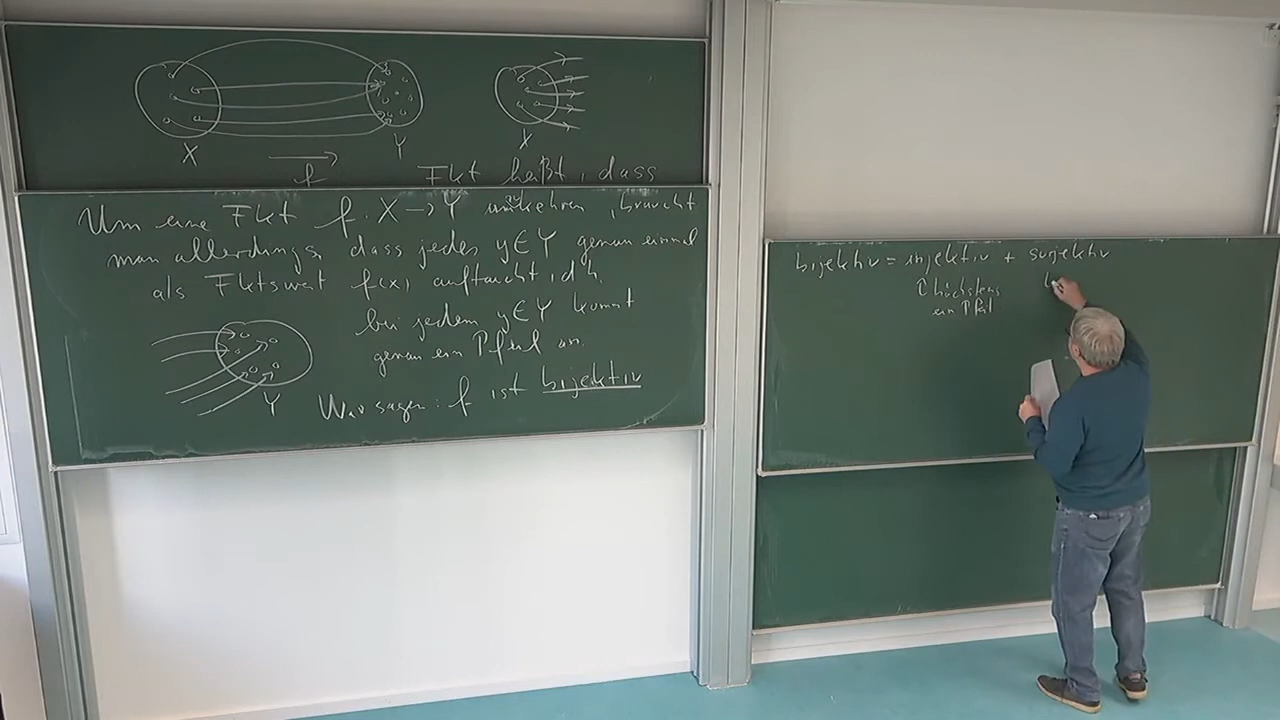 X
f
Y
X
Fkt heißt, dass
Um eine Fkt f: X → Y umkehren, braucht
zu
man allerdings, dass jedes y ∈ Y genau einmal
als Fktswert f(x) auftaucht, d.h.
bei jedem y ∈ Y kommt
genau ein Pfeil an.
Y
Wir sagen: f ist bijektiv
bijektiv = injektiv + surjektiv
höchstens
ein Pfeil